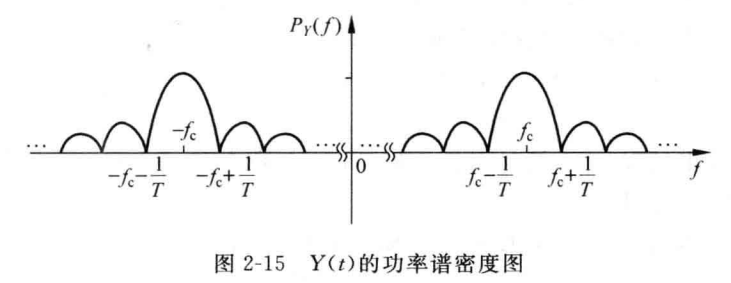 P_Y(f)
··· -f_c ··· ··· f_c ···
-f_c-1/T -f_c+1/T 0 f_c-1/T f_c+1/T f
图 2-15 Y(t)的功率谱密度图